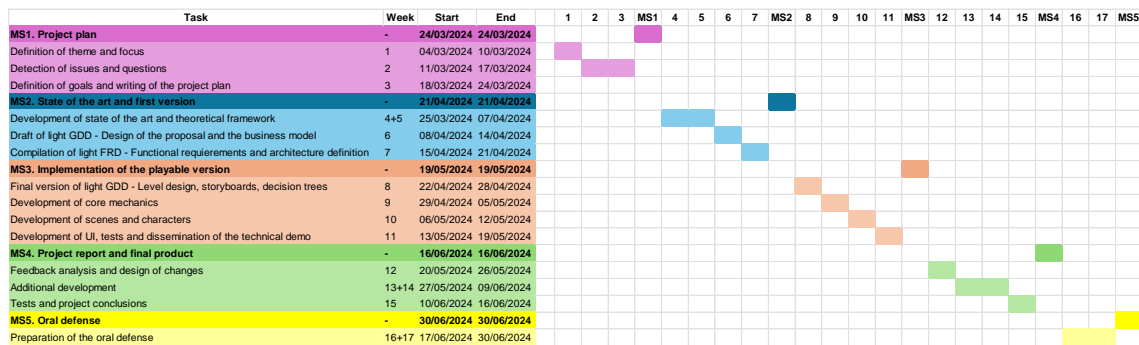 Task Week Start End 1 2 3 MS1 4 5 6 7 MS2 8 9 10 11 MS3 12 13 14 15 MS4 16 17 MS5
MS1. Project plan - 24/03/2024 24/03/2024
Definition of theme and focus 1 04/03/2024 10/03/2024
Detection of issues and questions 2 11/03/2024 17/03/2024
Definition of goals and writing of the project plan 3 18/03/2024 24/03/2024
MS2. State of the art and first version - 21/04/2024 21/04/2024
Development of state of the art and theoretical framework 4+5 25/03/2024 07/04/2024
Draft of light GDD - Design of the proposal and the business model 6 08/04/2024 14/04/2024
Compilation of light FRD - Functional requierements and architecture definition 7 15/04/2024 21/04/2024
MS3. Implementation of the playable version - 19/05/2024 19/05/2024
Final version of light GDD - Level design, storyboards, decision trees 8 22/04/2024 28/04/2024
Development of core mechanics 9 29/04/2024 05/05/2024
Development of scenes and characters 10 06/05/2024 12/05/2024
Development of UI, tests and dissemination of the technical demo 11 13/05/2024 19/05/2024
MS4. Project report and final product - 16/06/2024 16/06/2024
Feedback analysis and design of changes 12 20/05/2024 26/05/2024
Additional development 13+14 27/05/2024 09/06/2024
Tests and project conclusions 15 10/06/2024 16/06/2024
MS5. Oral defense - 30/06/2024 30/06/2024
Preparation of the oral defense 16+17 17/06/2024 30/06/2024